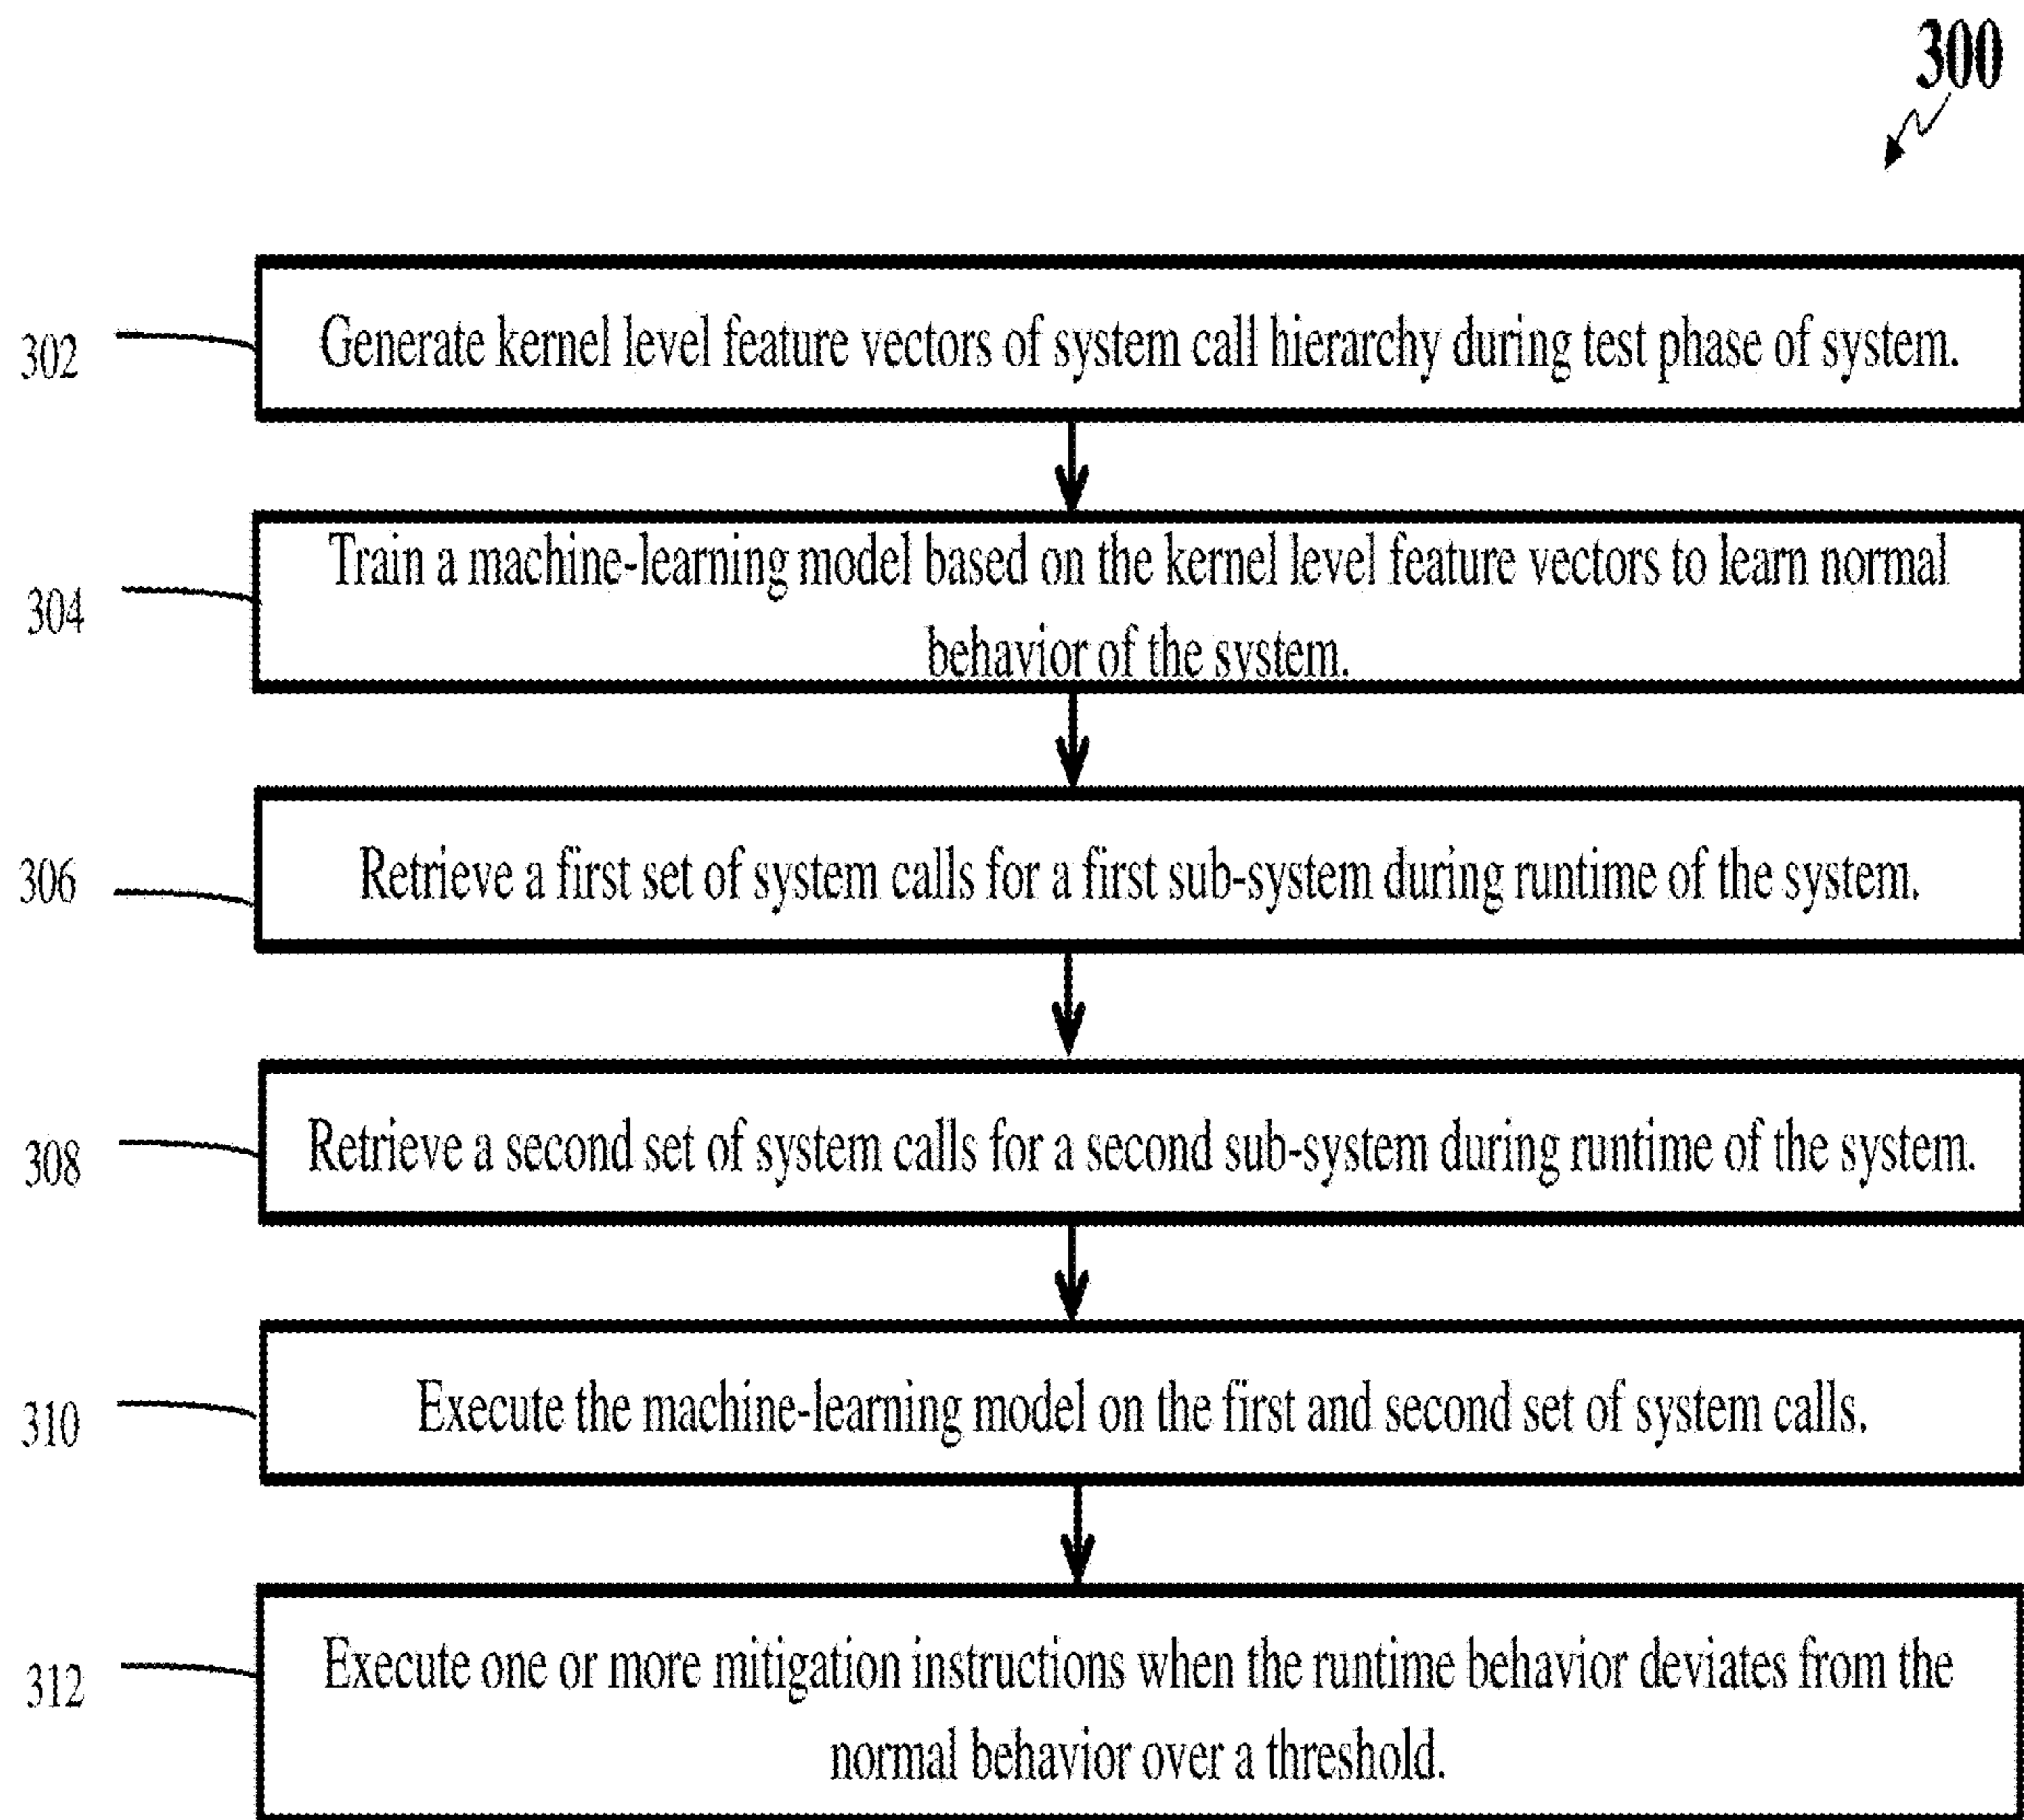 300
302
Generate kernel level feature vectors of system call hierarchy during test phase of system.
304
Train a machine-learning model based on the kernel level feature vectors to learn normal
behavior of the system.
306
Retrieve a first set of system calls for a first sub-system during runtime of the system.
308
Retrieve a second set of system calls for a second sub-system during runtime of the system.
310
Execute the machine-learning model on the first and second set of system calls.
312
Execute one or more mitigation instructions when the runtime behavior deviates from the
normal behavior over a threshold.